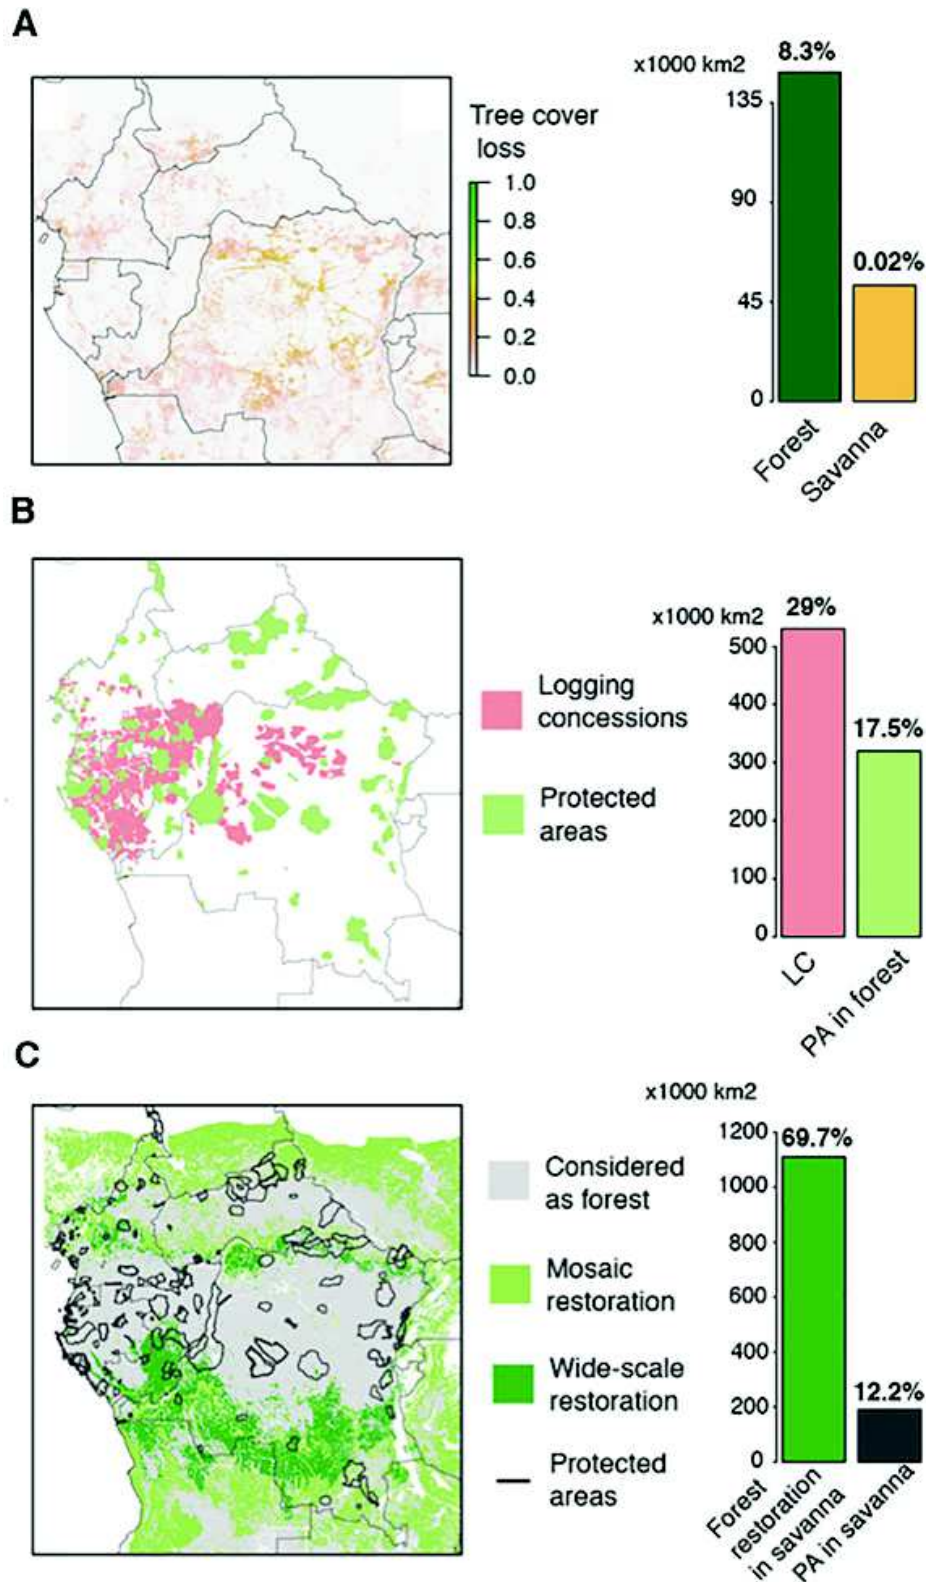 A
Tree cover
loss
1.0
0.8
0.6
0.4
0.2
0.0
x1000 km2
8.3%
135
90
0.02%
45
0
Forest
Savanna
B
Logging
concessions
Protected
areas
x1000 km2
29%
500
400
17.5%
300
200
100
0
LC
PA in forest
C
Considered
as forest
Mosaic
restoration
Wide-scale
restoration
Protected
areas
x1000 km2
1200
69.7%
1000
800
600
400
12.2%
200
0
Forest
restoration
in savanna
PA in savanna